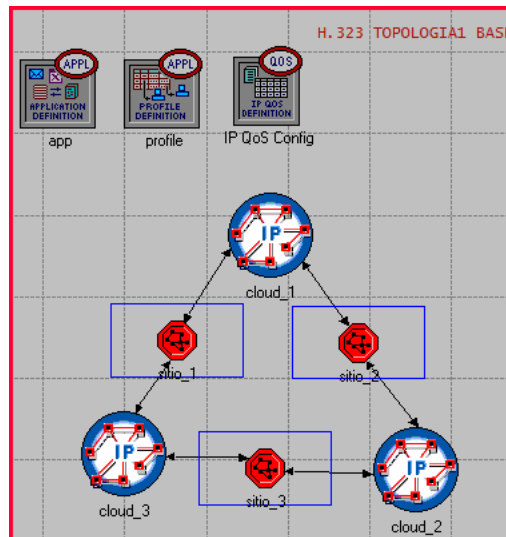 H.323 TOPOLOGIA1 BASE
APPL
APPLICATION
DEFINITION
app
APPL
PROFILE
DEFINITION
profile
QOS
IP QOS
DEFINITION
IP QoS Config
IP
cloud_1
sitio_1
sitio_2
IP
cloud_3
sitio_3
IP
cloud_2